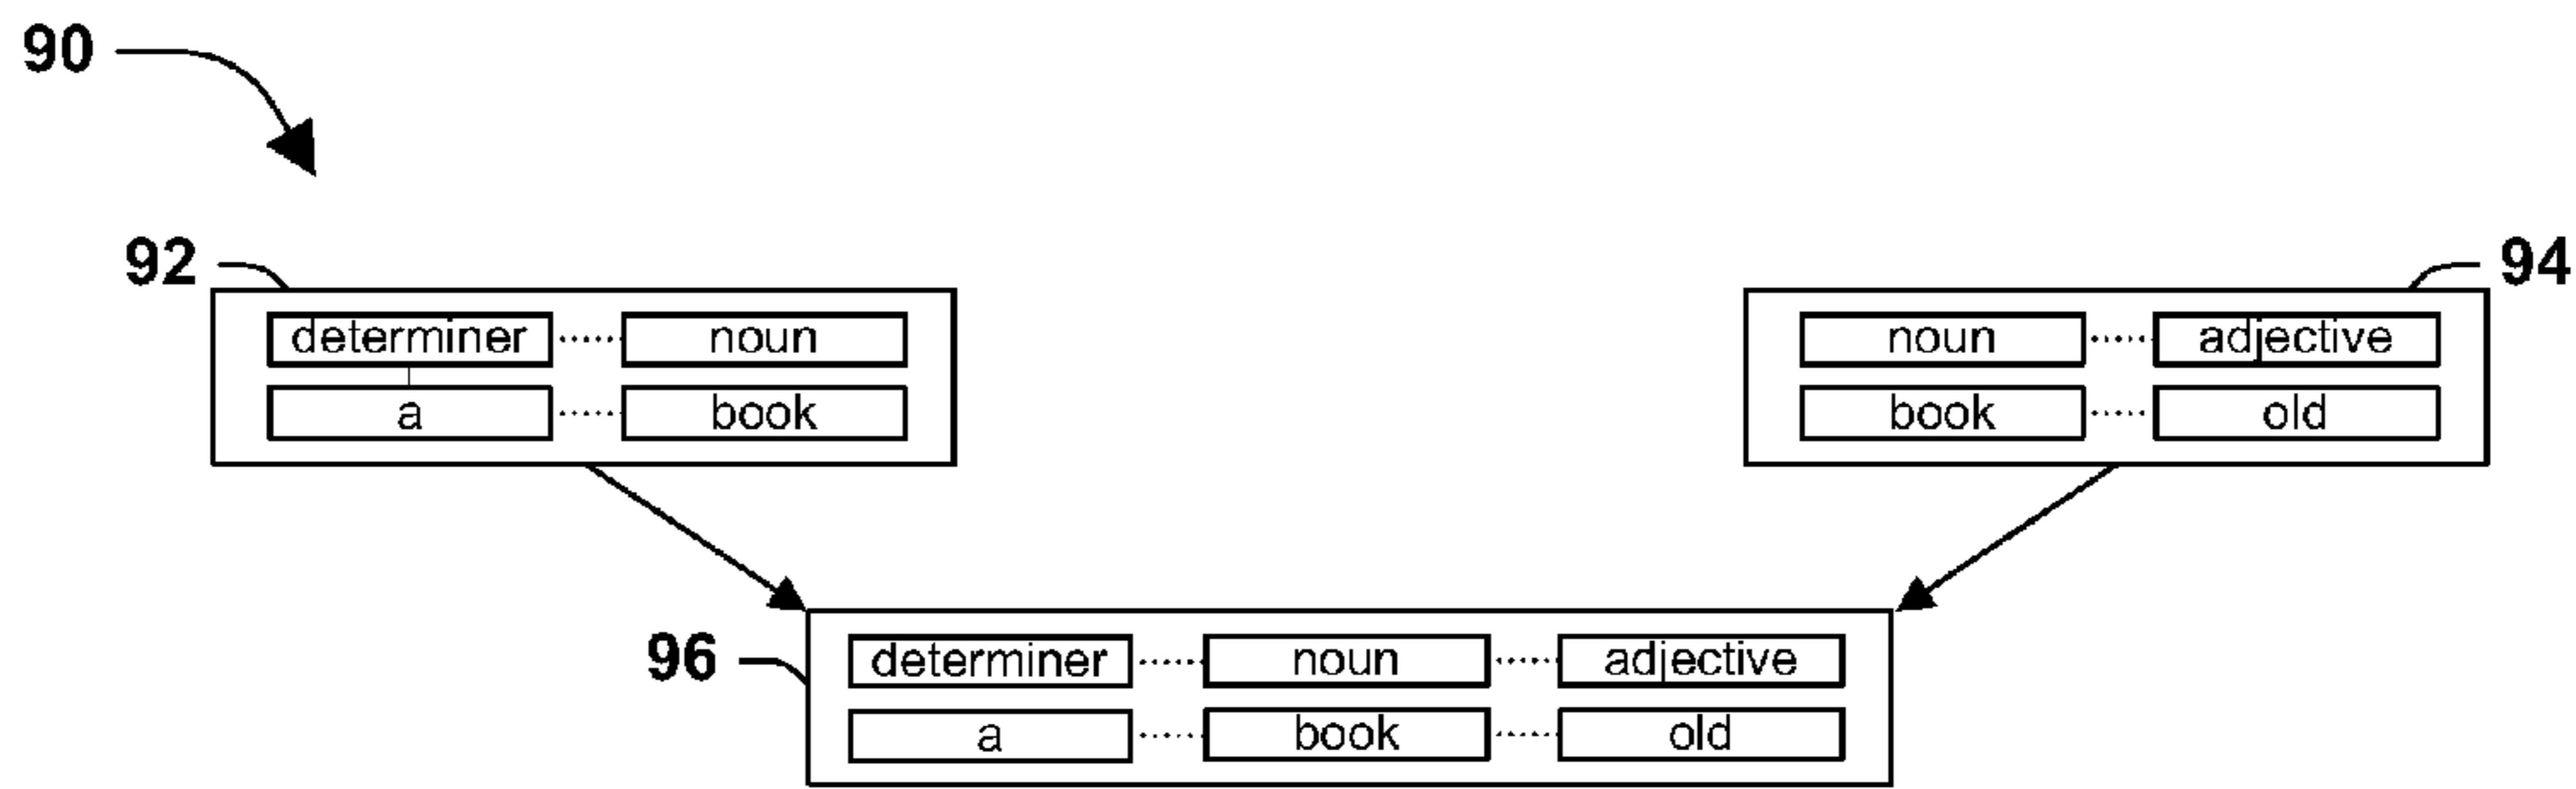 90
92
94
determiner noun
noun adjective
a book
book old
96
determiner noun adjective
a book old